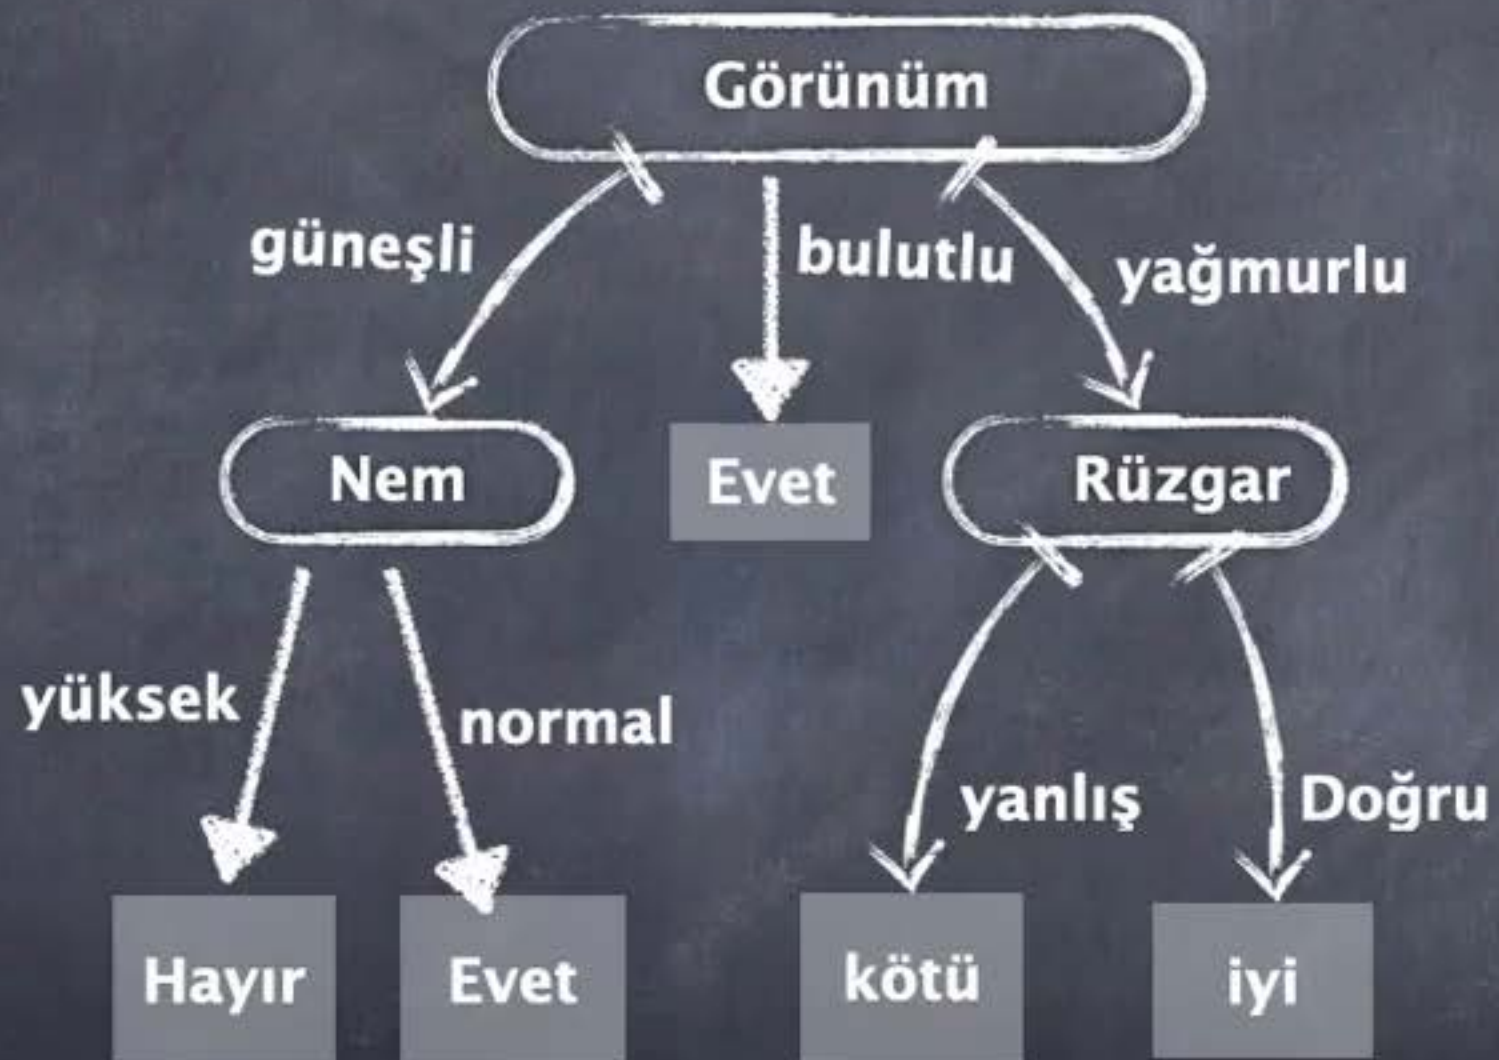 Görünüm
güneşli
bulutlu
yağmurlu
Nem
Evet
Rüzgar
yüksek
normal
yanlış
Doğru
Hayır
Evet
kötü
iyi